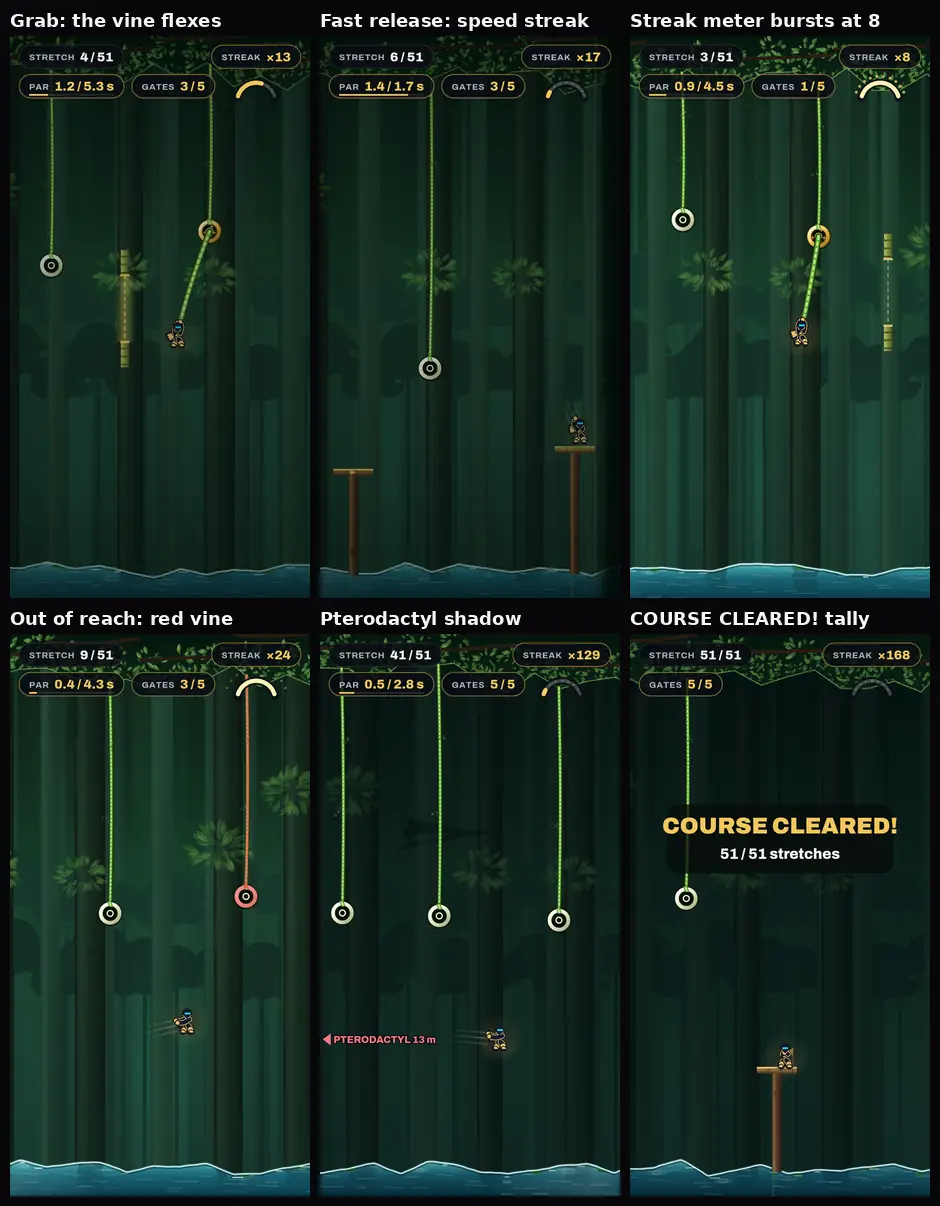 Grab: the vine flexes
STRETCH 4/51
STREAK ×13
PAR 1.2/5.3 s
GATES 3/5
Fast release: speed streak
STRETCH 6/51
STREAK ×17
PAR 1.4/1.7 s
GATES 3/5
Streak meter bursts at 8
STRETCH 3/51
STREAK ×8
PAR 0.9/4.5 s
GATES 1/5
Out of reach: red vine
STRETCH 9/51
STREAK ×24
PAR 0.4/4.3 s
GATES 3/5
Pterodactyl shadow
STRETCH 41/51
STREAK ×129
PAR 0.5/2.8 s
GATES 5/5
PTERODACTYL 13 m
COURSE CLEARED! tally
STRETCH 51/51
STREAK ×168
GATES 5/5
COURSE CLEARED!
51/51 stretches